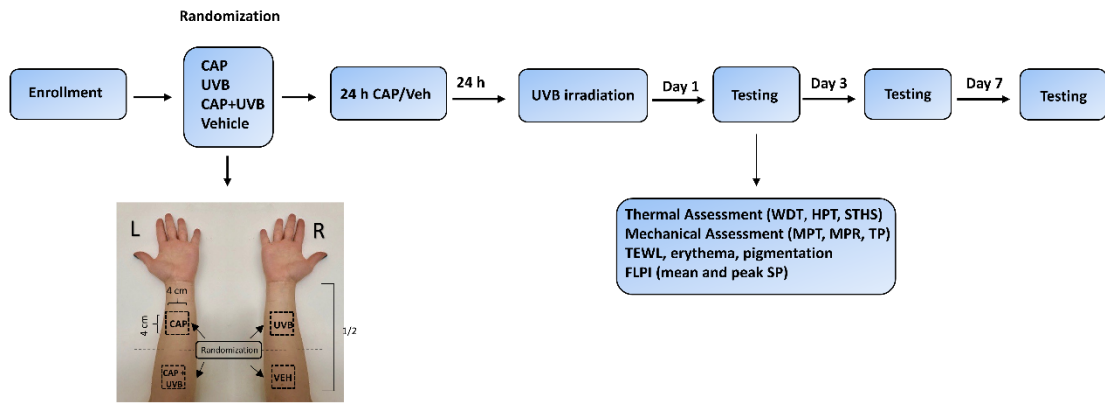 Randomization
Enrollment
CAP
UVB
CAP+UVB
Vehicle
24 h CAP/Veh
24 h
UVB irradiation
Day 1
Testing
Day 3
Testing
Day 7
Testing
Thermal Assessment (WDT, HPT, STHS)
Mechanical Assessment (MPT, MPR, TP)
TEWL, erythema, pigmentation
FLPI (mean and peak SP)
L
R
4 cm
4 cm
CAP
UVB
1/2
Randomization
CAP +
UVB
VEH